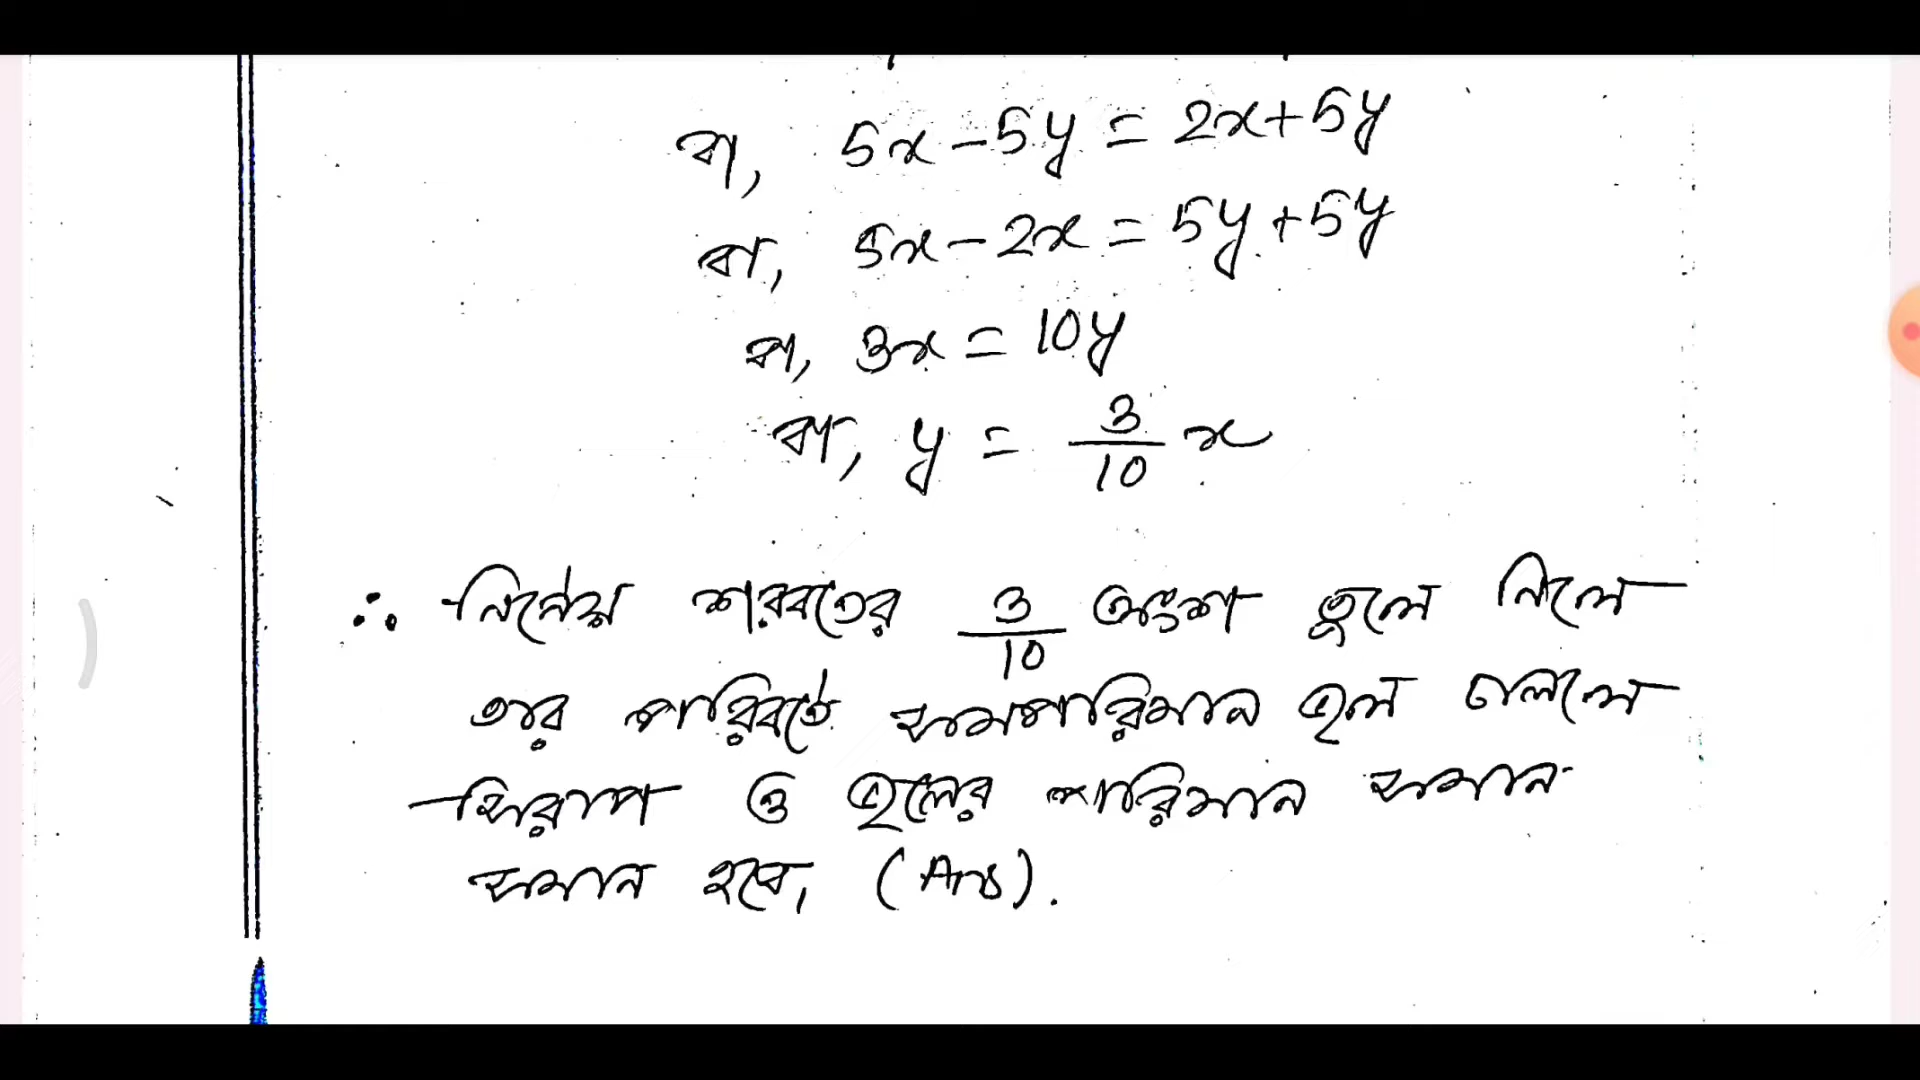 বা, 5x - 5y = 2x + 5y
বা, 5x - 2x = 5y + 5y
বা, 3x = 10y
বা, y = 3/10 x
∴ নির্নেয় শরবতের 3/10 অংশ তুলে নিলে
তার পরিবর্ঠে সমপরিমান জল ঢাললে
সিরাপ ও জলের পরিমান সমান
সমান হবে। (Ans).